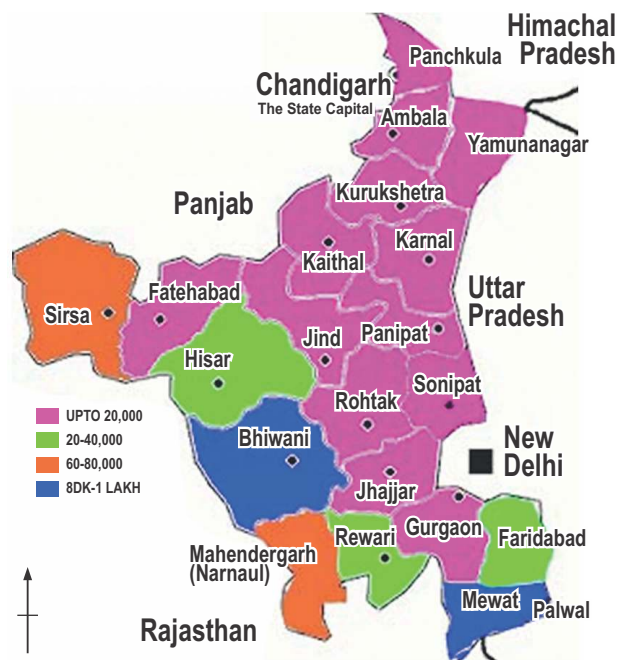 Himachal
Pradesh
Panchkula
Chandigarh
The State Capital
Ambala
Yamunanagar
Kurukshetra
Panjab
Karnal
Kaithal
Uttar
Pradesh
Fatehabad
Sirsa
Jind
Panipat
Hisar
Sonipat
Rohtak
UPTO 20,000
20-40,000
60-80,000
8DK-1 LAKH
Bhiwani
New
Delhi
Jhajjar
Gurgaon
Rewari
Faridabad
Mahendergarh
(Narnaul)
Mewat
Palwal
Rajasthan